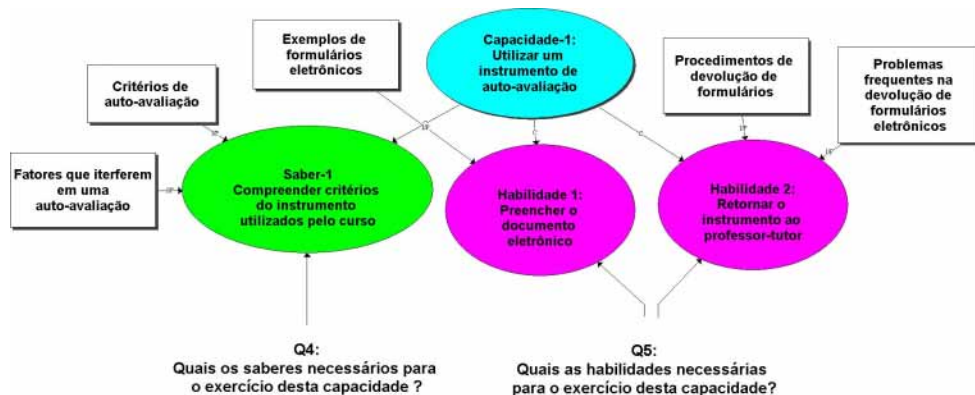 Exemplos de
formulários
eletrônicos
Capacidade-1:
Utilizar um
instrumento de
auto-avaliação
Procedimentos de
devolução de
formulários
Problemas
frequentes na
devolução de
formulários
eletrônicos
Critérios de
auto-avaliação
Fatores que iterferem
em uma
auto-avaliação
Saber-1
Compreender critérios
do instrumento
utilizados pelo curso
Habilidade 1:
Preencher o
documento
eletrônico
Habilidade 2:
Retornar o
instrumento ao
professor-tutor
C
C
Q4:
Quais os saberes necessários para
o exercício desta capacidade ?
Q5:
Quais as habilidades necessárias
para o exercício desta capacidade?